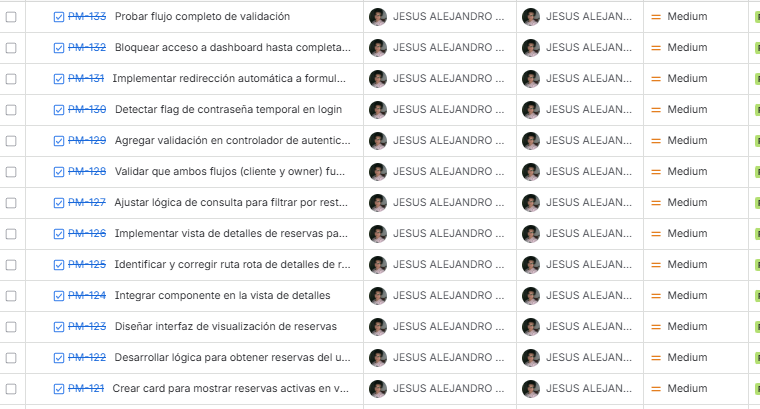 PM-133 Probar flujo completo de validación JESUS ALEJANDRO ... JESUS ALEJAN... Medium
PM-132 Bloquear acceso a dashboard hasta completa... JESUS ALEJANDRO ... JESUS ALEJAN... Medium
PM-131 Implementar redirección automática a formul... JESUS ALEJANDRO ... JESUS ALEJAN... Medium
PM-130 Detectar flag de contraseña temporal en login JESUS ALEJANDRO ... JESUS ALEJAN... Medium
PM-129 Agregar validación en controlador de autentic... JESUS ALEJANDRO ... JESUS ALEJAN... Medium
PM-128 Validar que ambos flujos (cliente y owner) fu... JESUS ALEJANDRO ... JESUS ALEJAN... Medium
PM-127 Ajustar lógica de consulta para filtrar por rest... JESUS ALEJANDRO ... JESUS ALEJAN... Medium
PM-126 Implementar vista de detalles de reservas pa... JESUS ALEJANDRO ... JESUS ALEJAN... Medium
PM-125 Identificar y corregir ruta rota de detalles de r... JESUS ALEJANDRO ... JESUS ALEJAN... Medium
PM-124 Integrar componente en la vista de detalles JESUS ALEJANDRO ... JESUS ALEJAN... Medium
PM-123 Diseñar interfaz de visualización de reservas JESUS ALEJANDRO ... JESUS ALEJAN... Medium
PM-122 Desarrollar lógica para obtener reservas del u... JESUS ALEJANDRO ... JESUS ALEJAN... Medium
PM-121 Crear card para mostrar reservas activas en v... JESUS ALEJANDRO ... JESUS ALEJAN... Medium